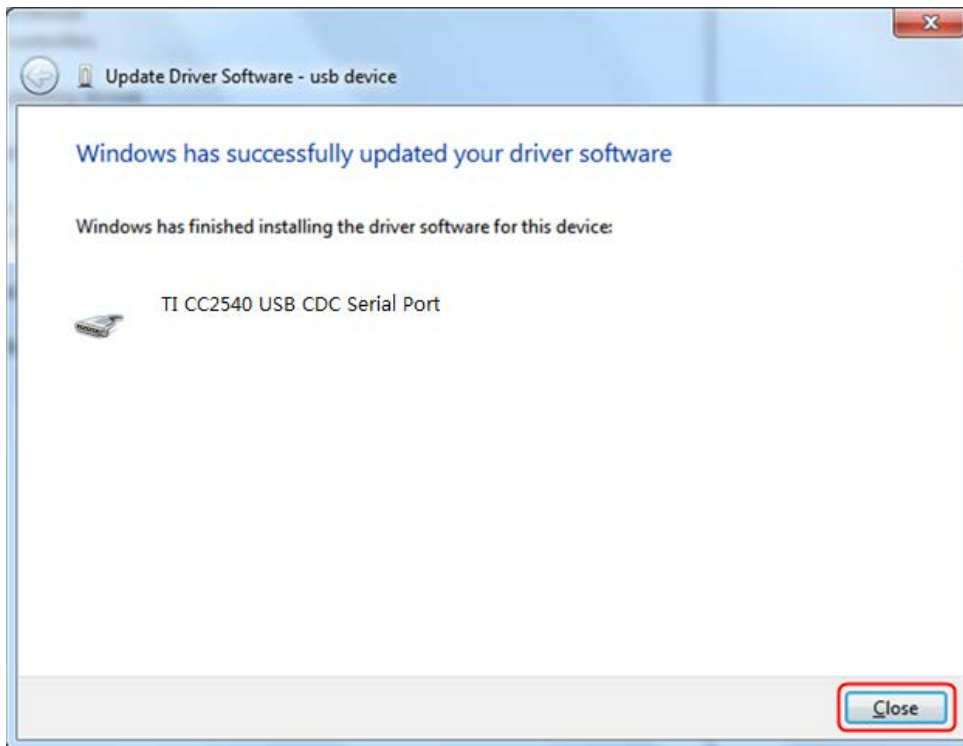 Update Driver Software - usb device
Windows has successfully updated your driver software
Windows has finished installing the driver software for this device:
TI CC2540 USB CDC Serial Port
Close